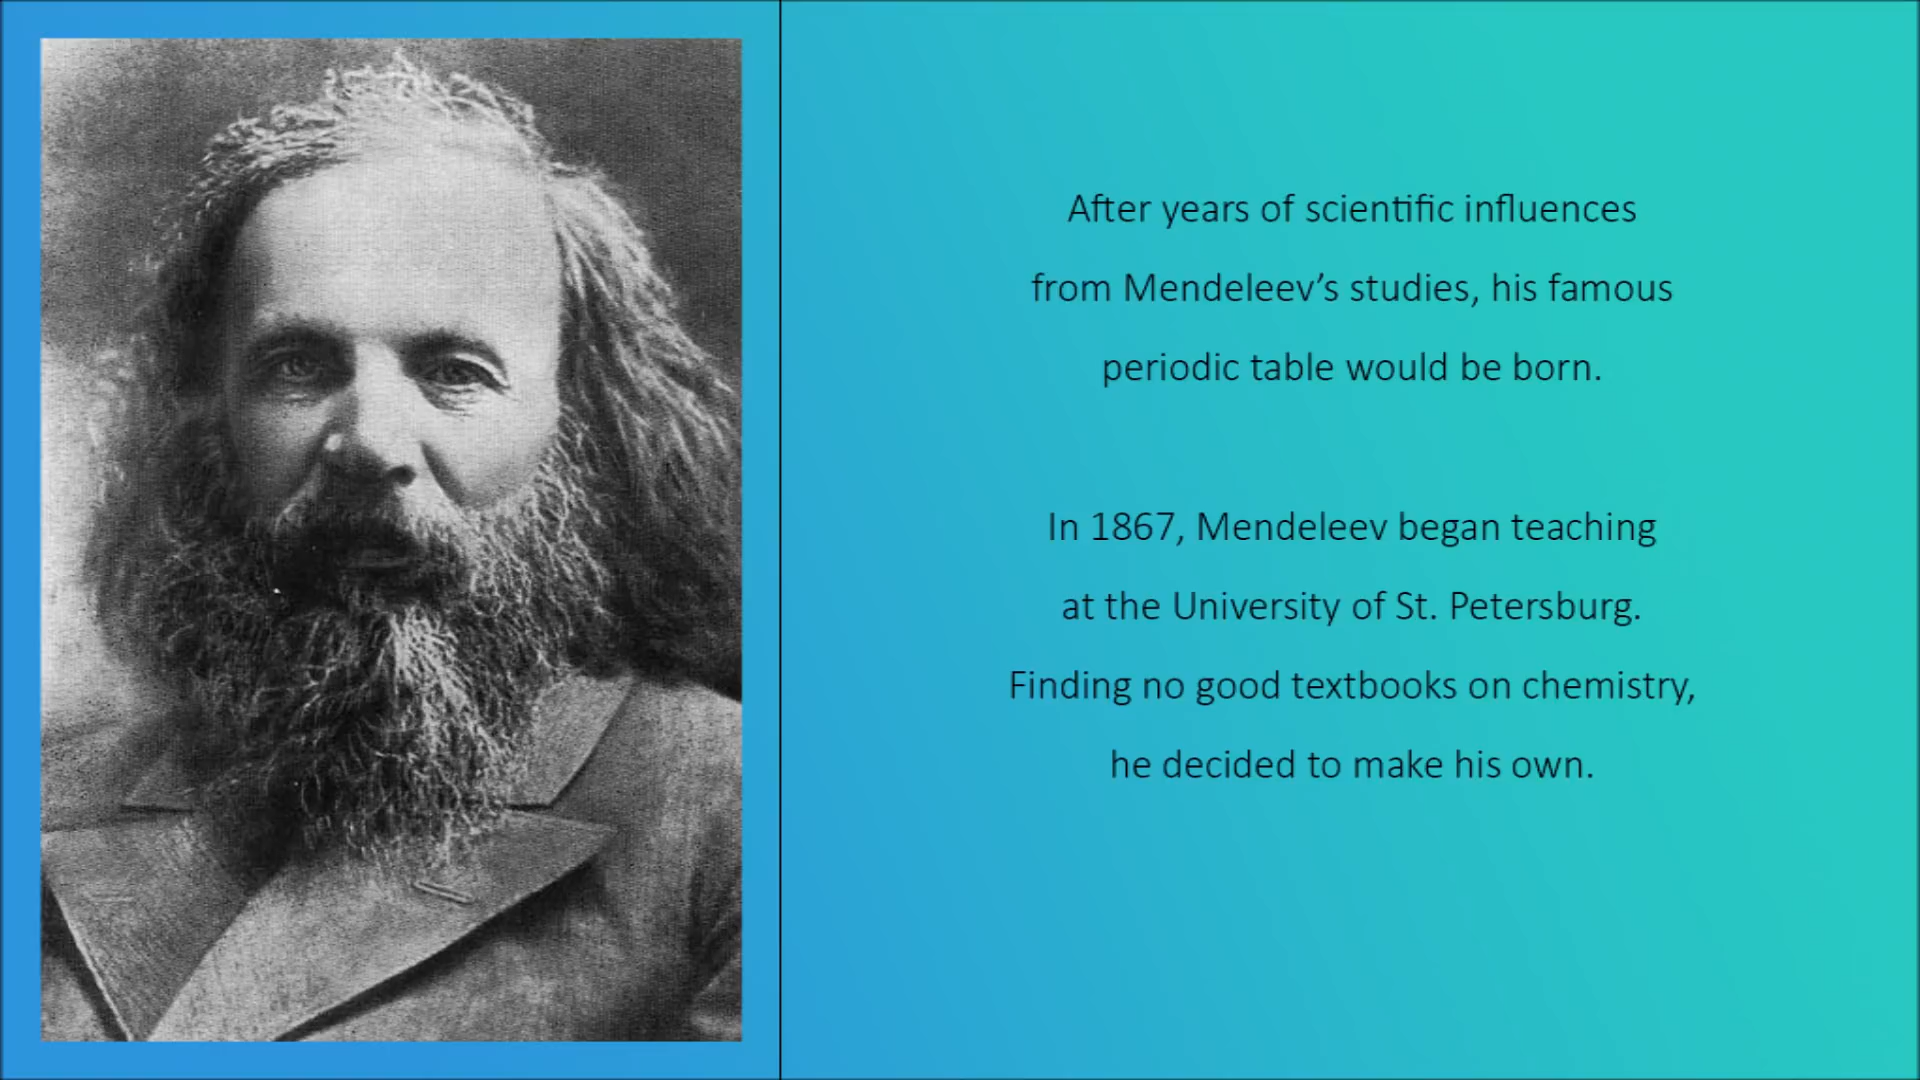 After years of scientific influences
from Mendeleev’s studies, his famous
periodic table would be born.
In 1867, Mendeleev began teaching
at the University of St. Petersburg.
Finding no good textbooks on chemistry,
he decided to make his own.